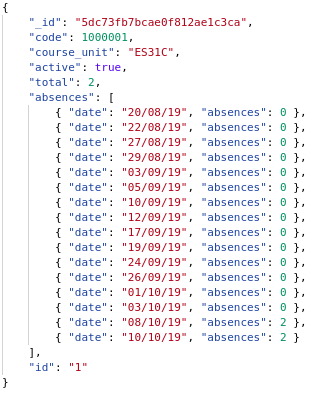 {
    "_id": "5dc73fb7bcae0f812ae1c3ca",
    "code": 1000001,
    "course_unit": "ES31C",
    "active": true,
    "total": 2,
    "absences": [
        { "date": "20/08/19", "absences": 0 },
        { "date": "22/08/19", "absences": 0 },
        { "date": "27/08/19", "absences": 0 },
        { "date": "29/08/19", "absences": 0 },
        { "date": "03/09/19", "absences": 0 },
        { "date": "05/09/19", "absences": 0 },
        { "date": "10/09/19", "absences": 0 },
        { "date": "12/09/19", "absences": 0 },
        { "date": "17/09/19", "absences": 0 },
        { "date": "19/09/19", "absences": 0 },
        { "date": "24/09/19", "absences": 0 },
        { "date": "26/09/19", "absences": 0 },
        { "date": "01/10/19", "absences": 0 },
        { "date": "03/10/19", "absences": 0 },
        { "date": "08/10/19", "absences": 2 },
        { "date": "10/10/19", "absences": 2 }
    ],
    "id": "1"
}